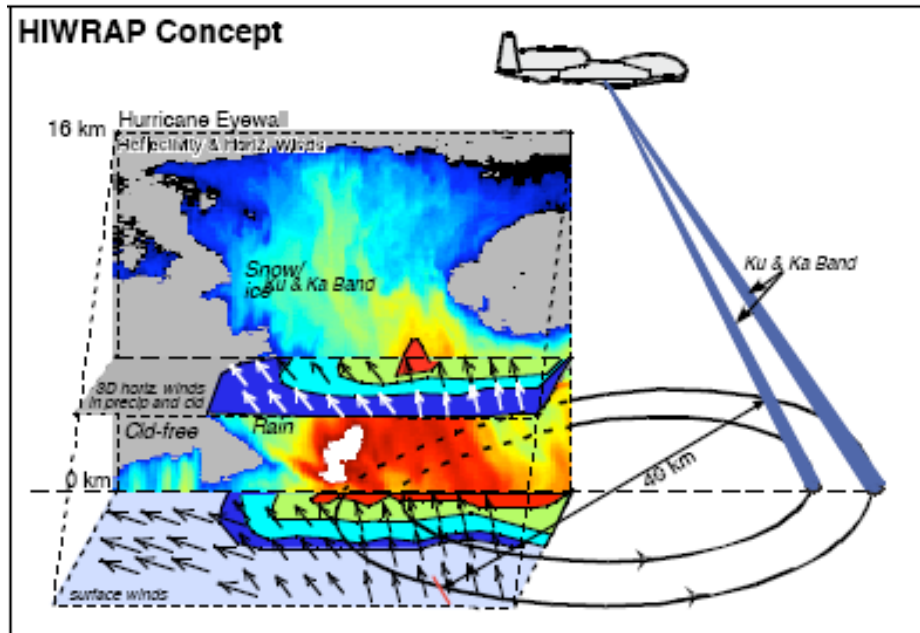 HIWRAP Concept
Hurricane Eyewall
16 km
Reflectivity & Horiz. Winds
Ku & Ka Band
Snow/
ice
Ku & Ka Band
3D horiz. winds
in precip and cld
Cld-free
Rain
40 km
0 km
surface winds